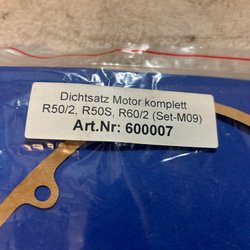 Dichtsatz Motor komplett
R50/2, R50S, R60/2 (Set-M09)
Art.Nr: 600007